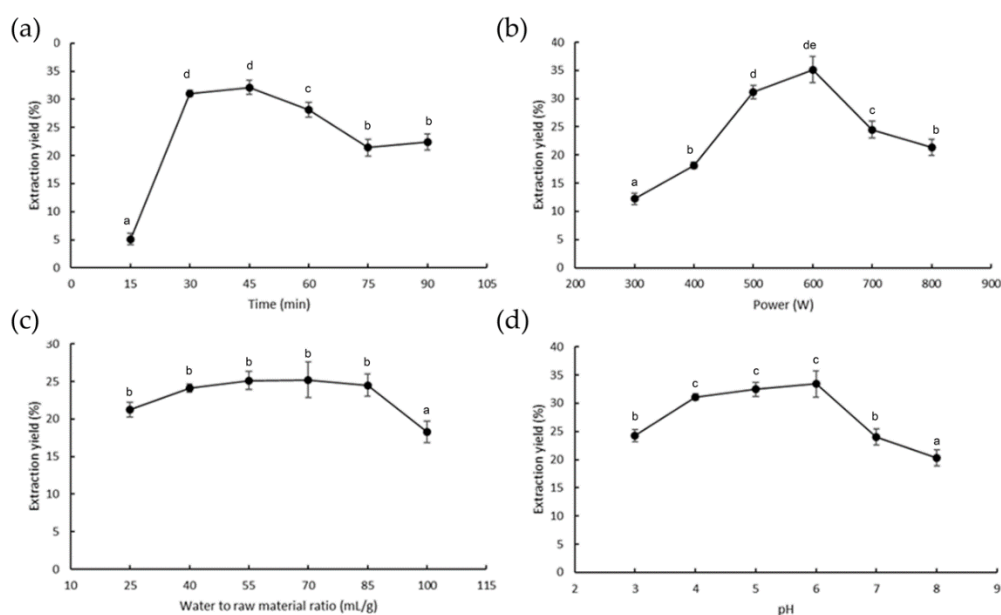 (a)
0
35
30
25
20
15
10
5
0
Extraction yield (%)
a
d
d
c
b
b
0 15 30 45 60 75 90 105
Time (min)
(b)
40
35
30
25
20
15
10
5
0
Extraction yield (%)
a
b
d
de
c
b
200 300 400 500 600 700 800 900
Power (W)
(c)
30
25
20
15
10
5
0
Extraction yield (%)
b
b
b
b
b
a
10 25 40 55 70 85 100 115
Water to raw material ratio (mL/g)
(d)
40
35
30
25
20
15
10
5
0
Extraction yield (%)
b
c
c
c
b
a
2 3 4 5 6 7 8 9
pH